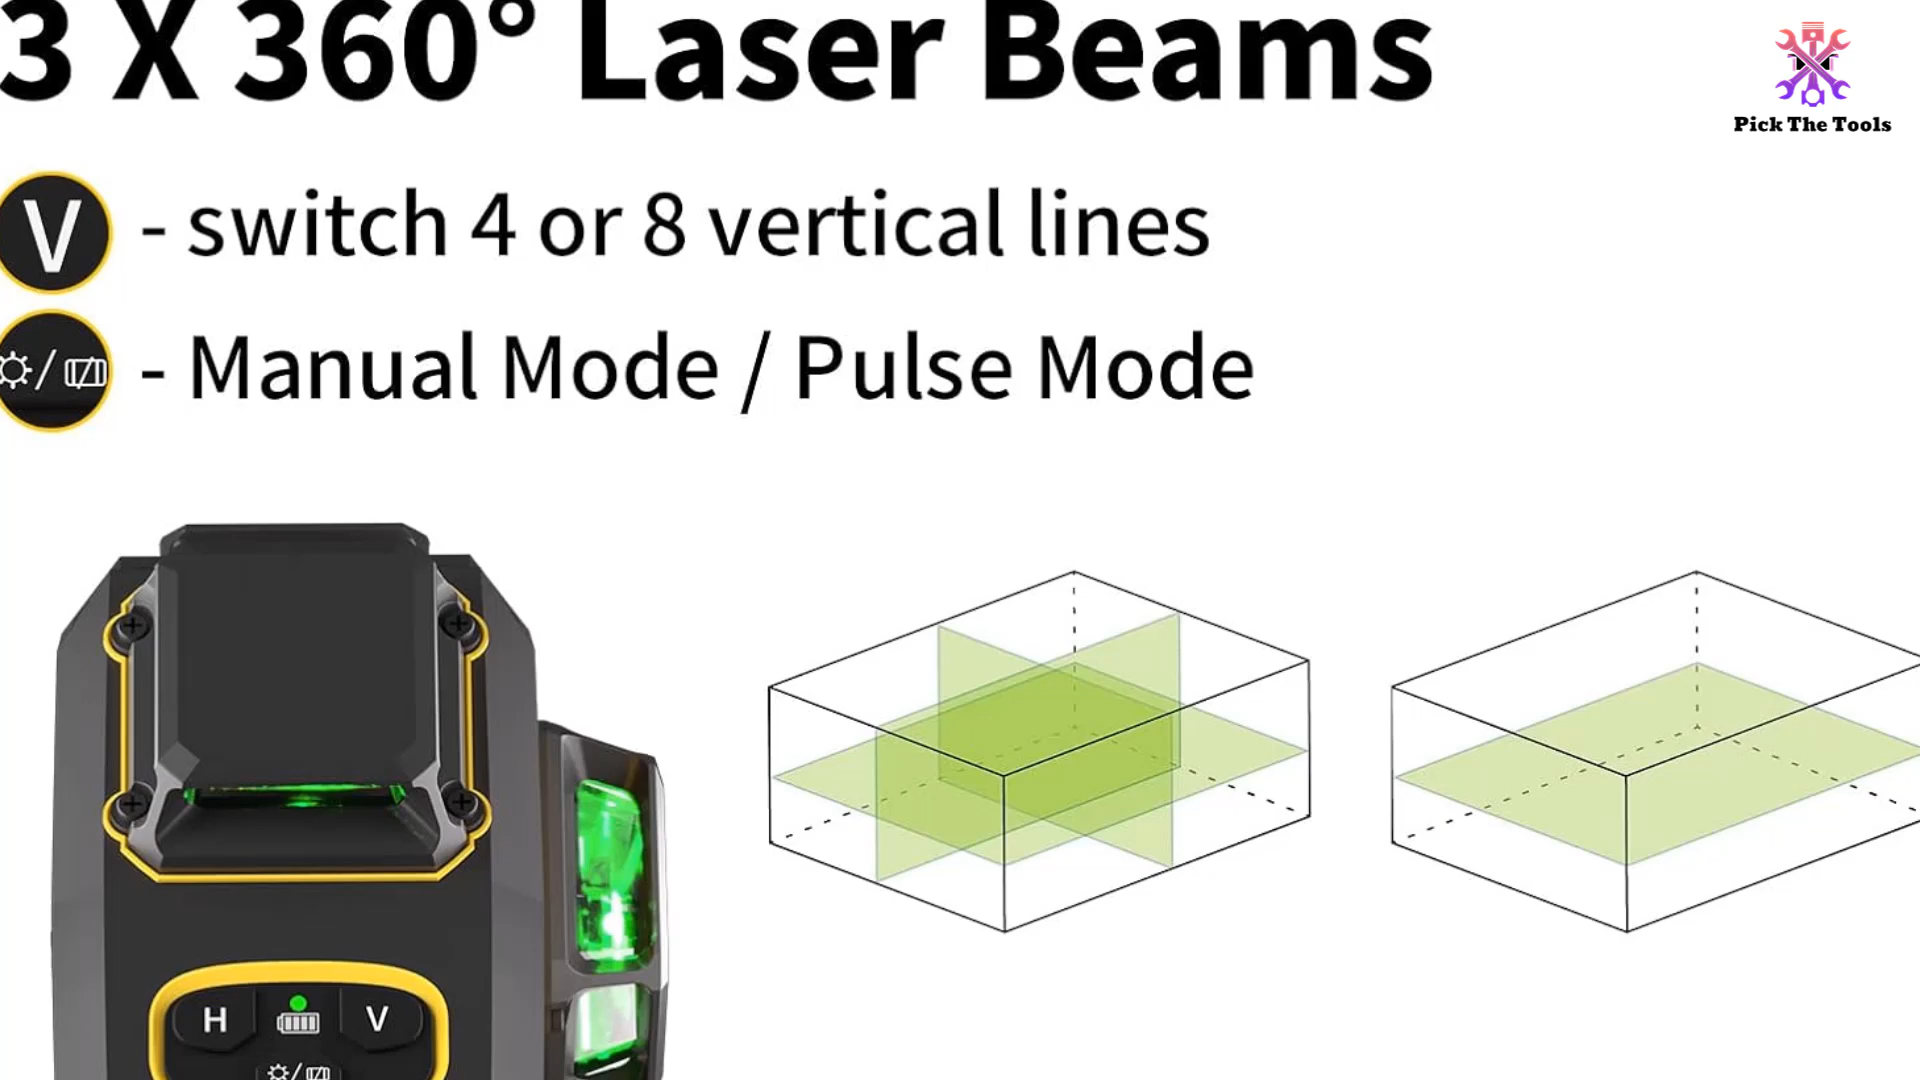 3 X 360° Laser Beams
Pick The Tools
V - switch 4 or 8 vertical lines
- Manual Mode / Pulse Mode
H V